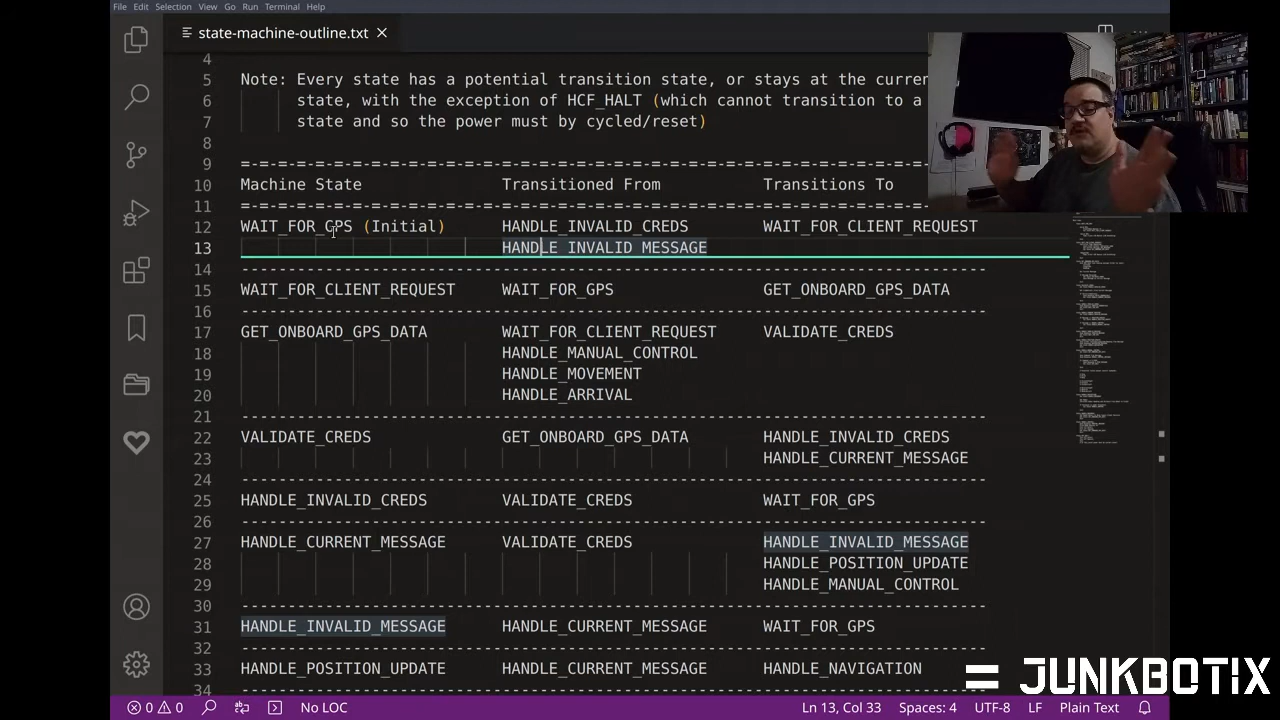 File Edit Selection View Go Run Terminal Help
state-machine-outline.txt
4
5 Note: Every state has a potential transition state, or stays at the curren
6 state, with the exception of HCF_HALT (which cannot transition to a
7 state and so the power must by cycled/reset)
8
9 =-=-=-=-=-=-=-=-=-=-=-=-=-=-=-=-=-=-=-=-=-=-=-=-=-=-=-=-=-=-=-=-=-=-=-=-=-
10 Machine State Transitioned From Transitions To
11 =-=-=-=-=-=-=-=-=-=-=-=-=-=-=-=-=-=-=-=-=-=-=-=-=-=-=-=-=-=-=-=-=-=-=-=-=-
12 WAIT_FOR_GPS (Initial) HANDLE_INVALID_CREDS WAIT_FOR_CLIENT_REQUEST
13 HANDLE_INVALID_MESSAGE
14 --------------------------------------------------------------------------------
15 WAIT_FOR_CLIENT_REQUEST WAIT_FOR_GPS GET_ONBOARD_GPS_DATA
16 --------------------------------------------------------------------------------
17 GET_ONBOARD_GPS_DATA WAIT_FOR_CLIENT_REQUEST VALIDATE_CREDS
18 HANDLE_MANUAL_CONTROL
19 HANDLE_MOVEMENT
20 HANDLE_ARRIVAL
21 --------------------------------------------------------------------------------
22 VALIDATE_CREDS GET_ONBOARD_GPS_DATA HANDLE_INVALID_CREDS
23 HANDLE_CURRENT_MESSAGE
24 --------------------------------------------------------------------------------
25 HANDLE_INVALID_CREDS VALIDATE_CREDS WAIT_FOR_GPS
26 --------------------------------------------------------------------------------
27 HANDLE_CURRENT_MESSAGE VALIDATE_CREDS HANDLE_INVALID_MESSAGE
28 HANDLE_POSITION_UPDATE
29 HANDLE_MANUAL_CONTROL
30 --------------------------------------------------------------------------------
31 HANDLE_INVALID_MESSAGE HANDLE_CURRENT_MESSAGE WAIT_FOR_GPS
32 --------------------------------------------------------------------------------
33 HANDLE_POSITION_UPDATE HANDLE_CURRENT_MESSAGE HANDLE_NAVIGATION
34 --------------------------------------------------------------------------------
JUNKBOTIX
0 0 No LOC Ln 13, Col 33 Spaces: 4 UTF-8 LF Plain Text